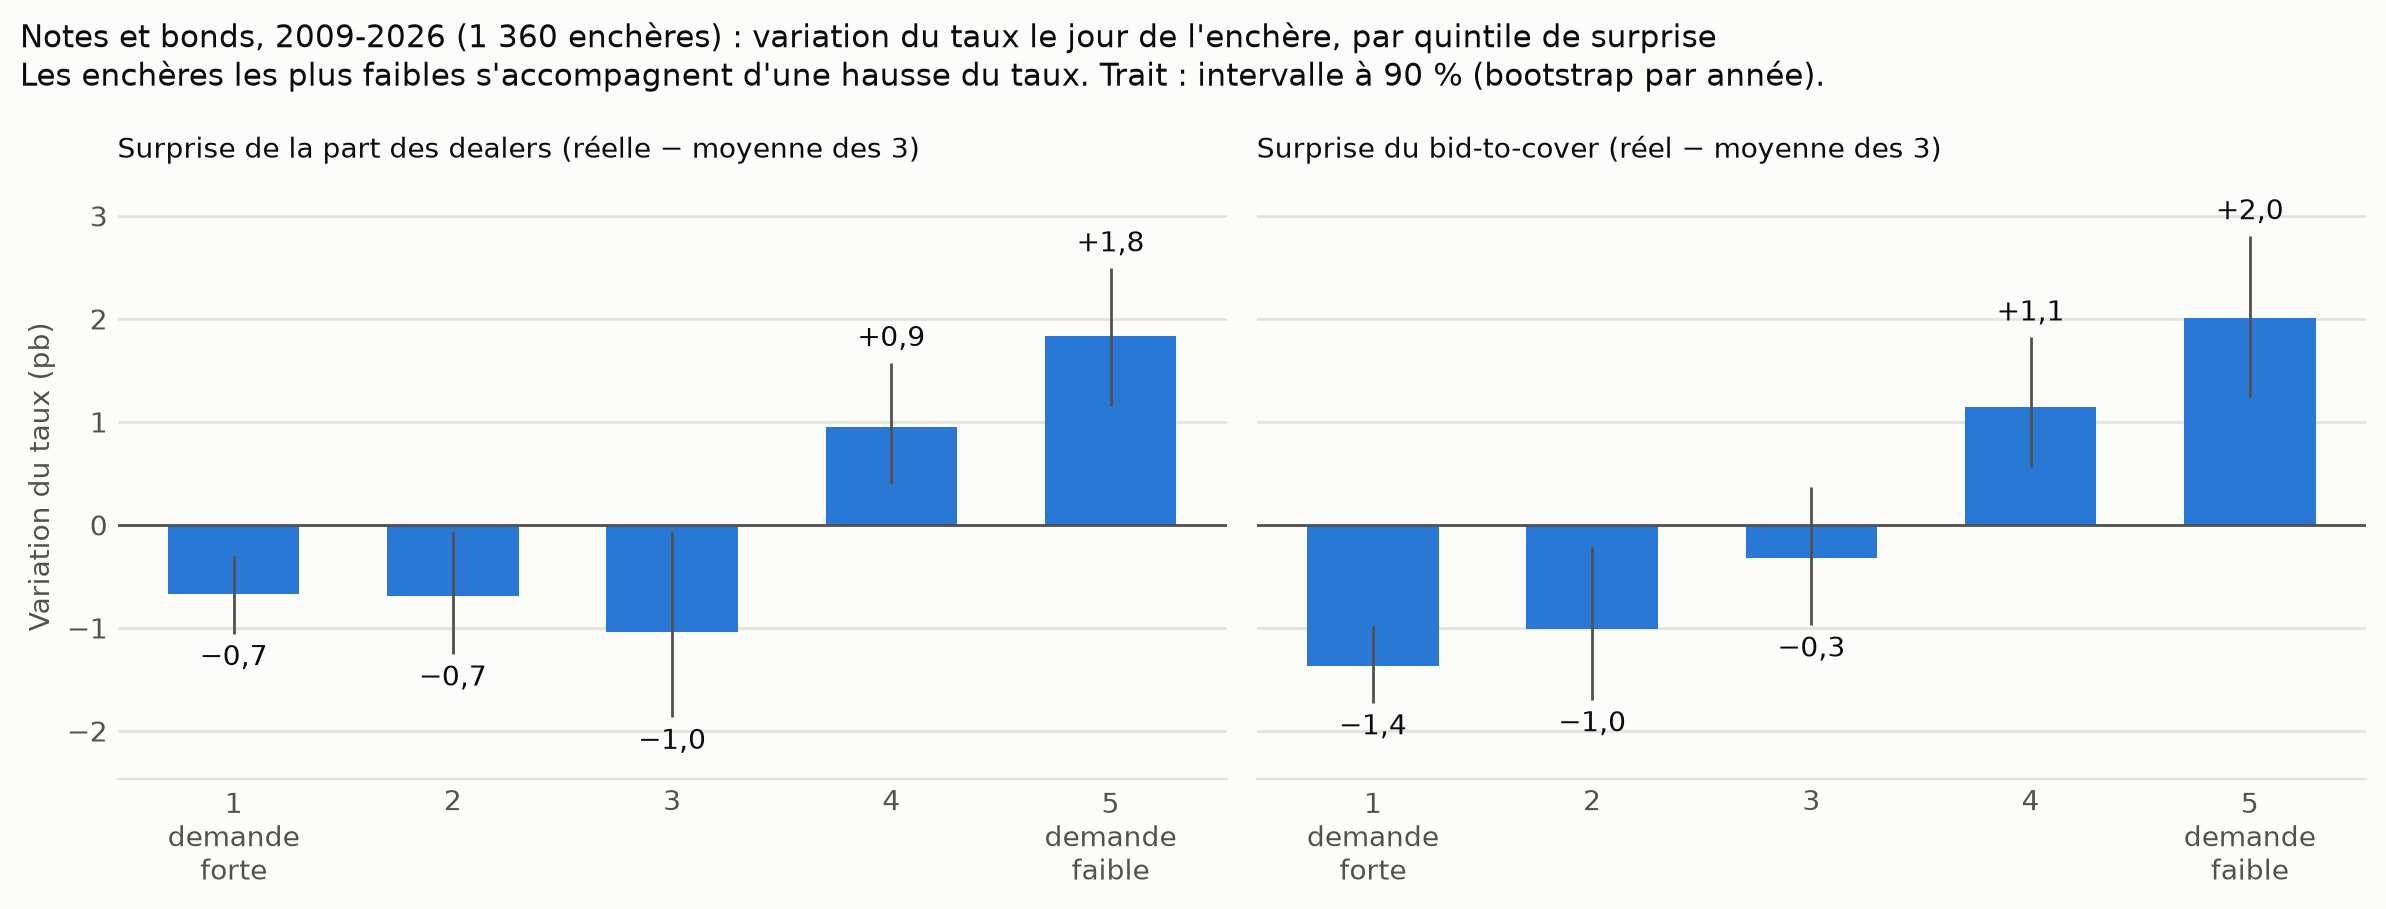 Notes et bonds, 2009-2026 (1 360 enchères) : variation du taux le jour de l'enchère, par quintile de surprise
Les enchères les plus faibles s'accompagnent d'une hausse du taux. Trait : intervalle à 90 % (bootstrap par année).
Surprise de la part des dealers (réelle − moyenne des 3)
Variation du taux (pb)
3
2
1
0
−1
−2
−0,7
−0,7
−1,0
+0,9
+1,8
1
demande
forte
2
3
4
5
demande
faible
Surprise du bid-to-cover (réel − moyenne des 3)
−1,4
−1,0
−0,3
+1,1
+2,0
1
demande
forte
2
3
4
5
demande
faible